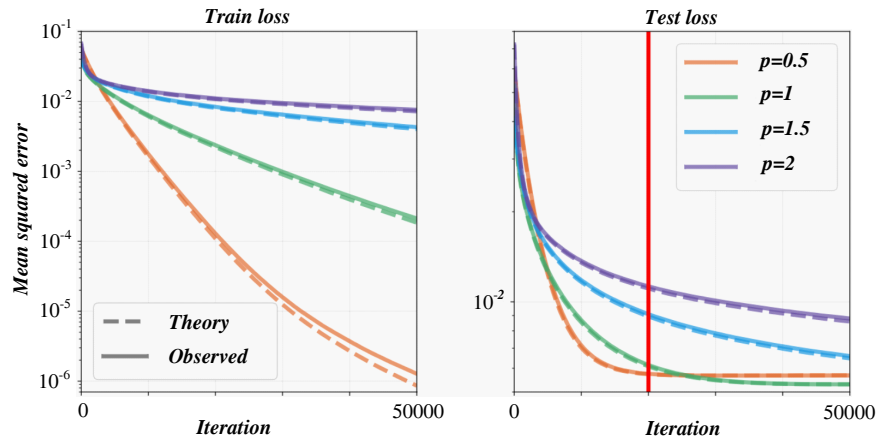 Train loss
Mean squared error
10^-1
10^-2
10^-3
10^-4
10^-5
10^-6
Theory
Observed
0
50000
Iteration
Test loss
10^-2
p=0.5
p=1
p=1.5
p=2
0
50000
Iteration